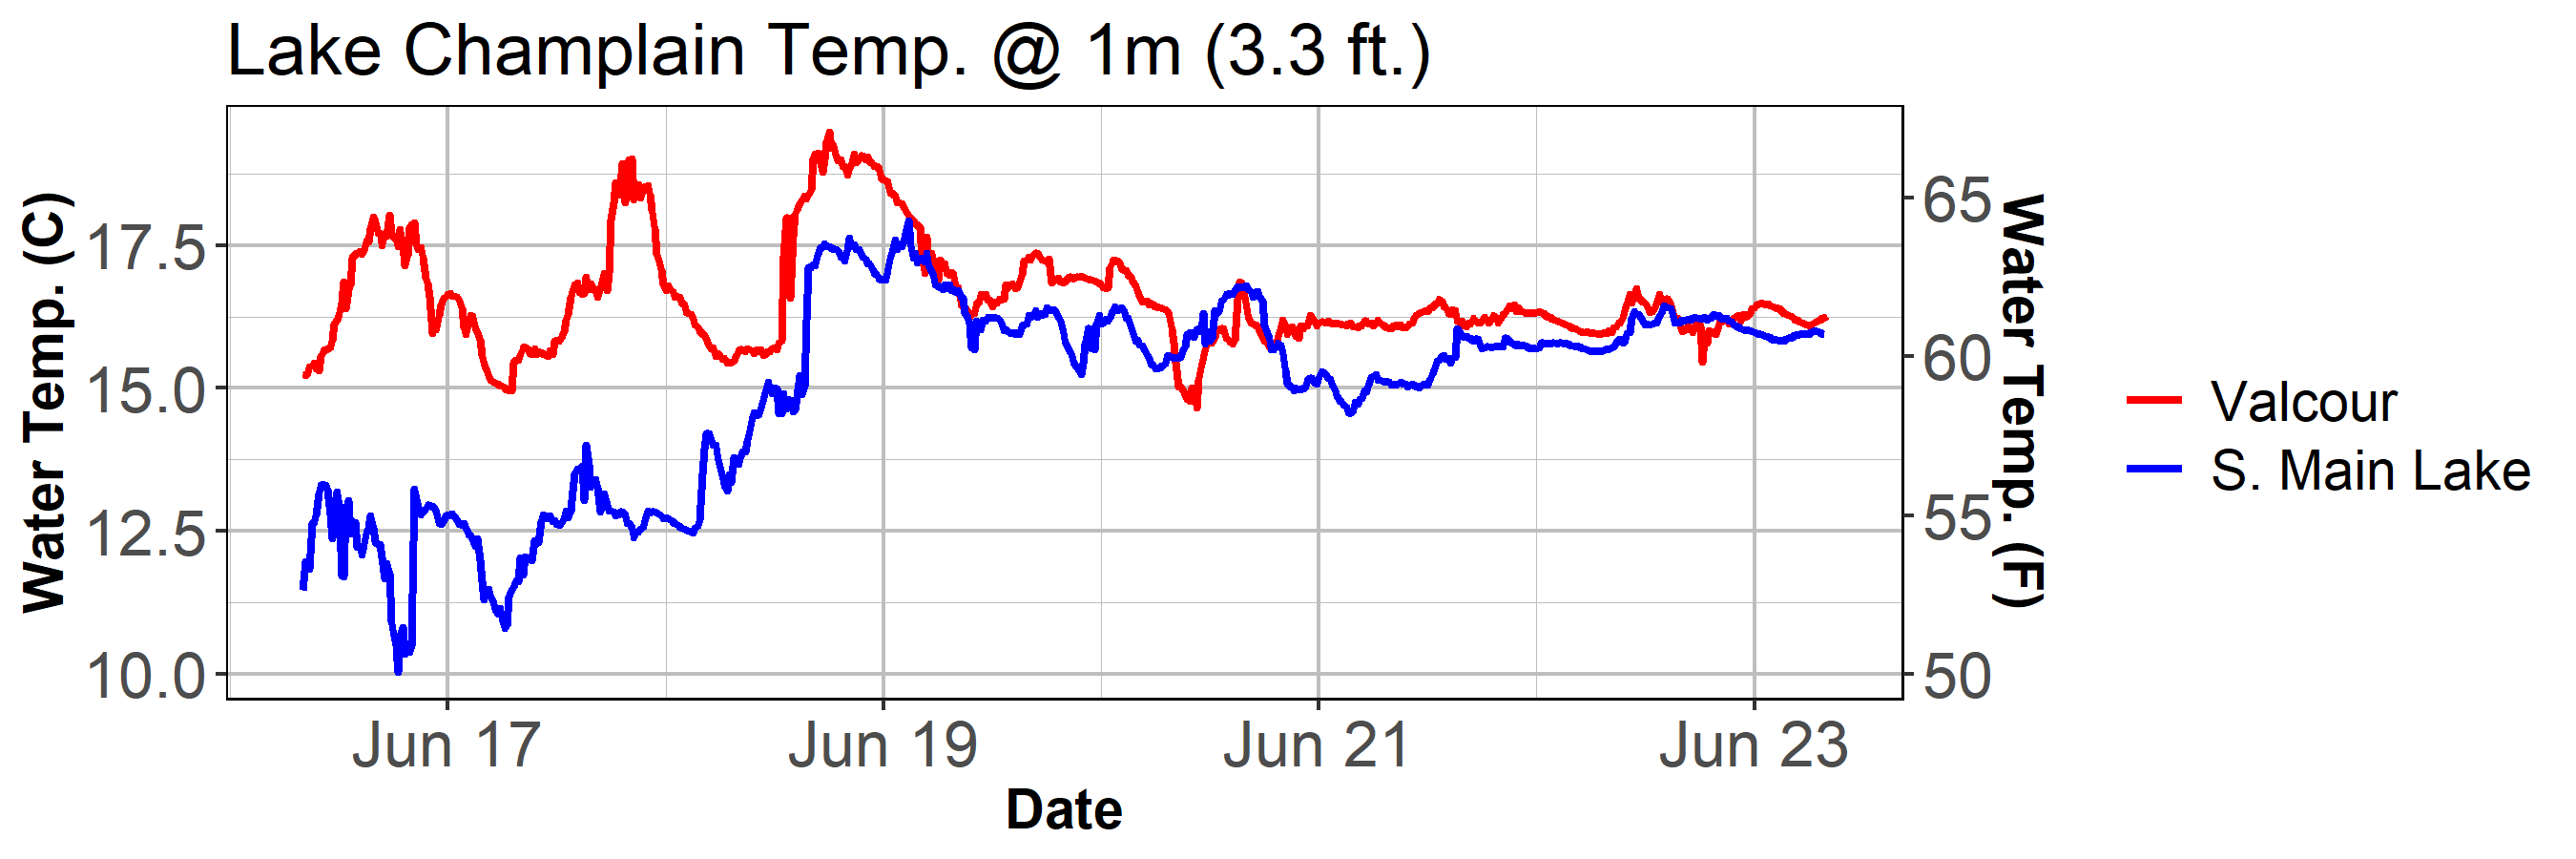 Lake Champlain Temp. @ 1m (3.3 ft.)
Water Temp. (C)
17.5
15.0
12.5
10.0
65
60
55
50
Water Temp. (F)
Jun 17
Jun 19
Jun 21
Jun 23
Date
Valcour
S. Main Lake